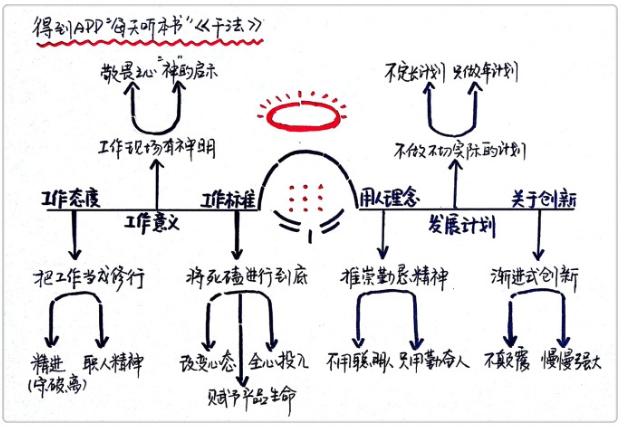 得到APP"每天听本书"《干法》
敬畏之心 "神"的启示
不定长计划 只做年计划
工作现场有神明
不做不切实际的计划
工作态度 工作标准 用人理念 关于创新
工作意义 发展计划
把工作当成修行 将死磕进行到底 推崇勤恳精神 渐进式创新
精进 职人精神 改变心态 全心投入 不用聪明人 只用勤奋人 不颠覆 慢慢强大
(守破离) 赋予产品生命